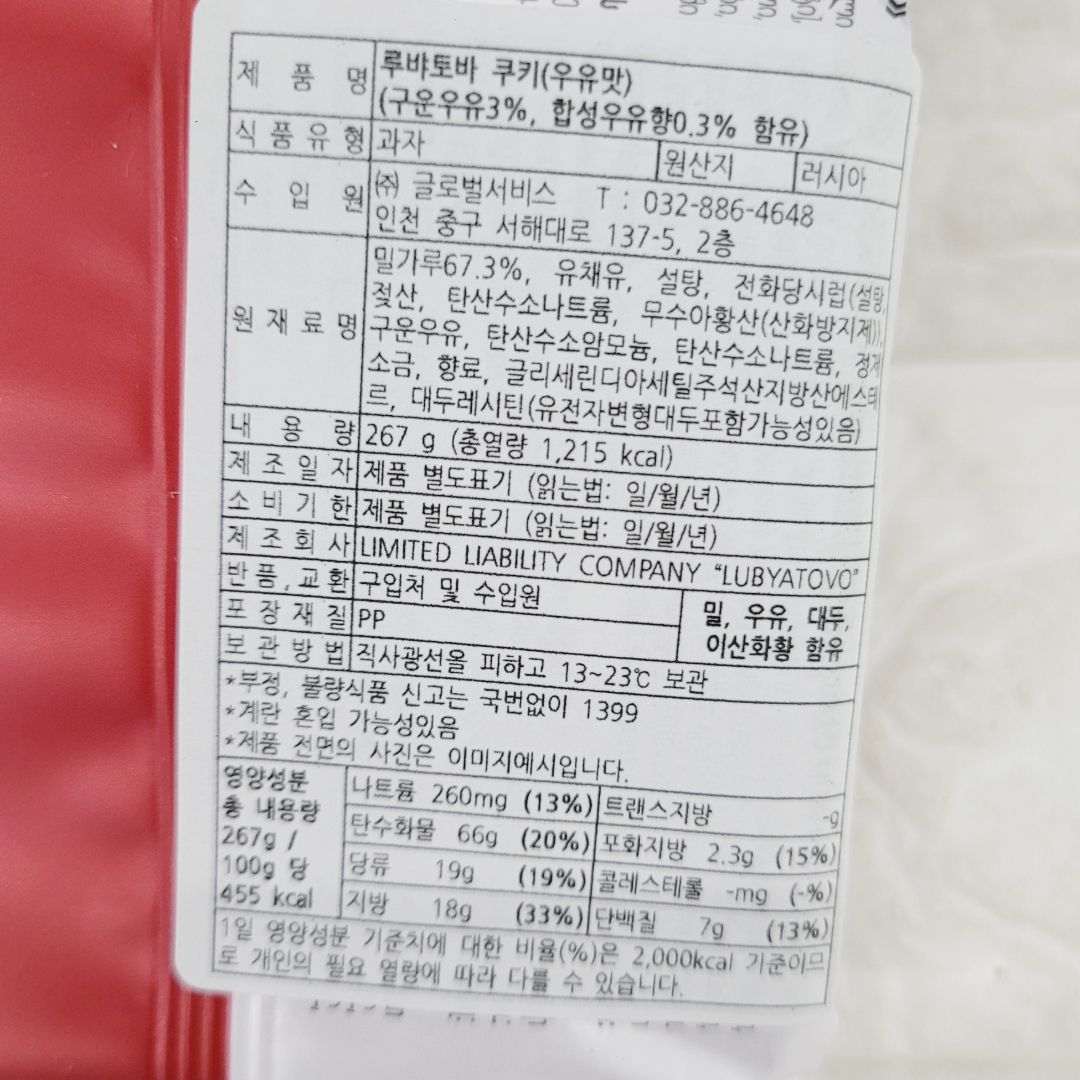 제 품 명 루뱌토바 쿠키(우유맛)
(구운우유3%, 합성우유향0.3% 함유)
식품유형 과자 원산지 러시아
수 입 원 ㈜ 글로벌서비스 T : 032-886-4648
인천 중구 서해대로 137-5, 2층
원재료명 밀가루67.3%, 유채유, 설탕, 전화당시럽(설탕,
젖산, 탄산수소나트륨, 무수아황산(산화방지제)),
구운우유, 탄산수소암모늄, 탄산수소나트륨, 정제
소금, 향료, 글리세린디아세틸주석산지방산에스테
르, 대두레시틴(유전자변형대두포함가능성있음)
내 용 량 267 g (총열량 1,215 kcal)
제조일자 제품 별도표기 (읽는법: 일/월/년)
소비기한 제품 별도표기 (읽는법: 일/월/년)
제조회사 LIMITED LIABILITY COMPANY “LUBYATOVO”
반품,교환 구입처 및 수입원
포장재질 PP
밀, 우유, 대두,
이산화황 함유
보관방법 직사광선올 피하고 13~23℃ 보관
*부정, 불량식품 신고는 국번없이 1399
*계란 혼입 가능성있음
*제품 전면의 사진은 이미지예시입니다.
영양성분
총 내용량
267g /
100g 당
455 kcal
나트륨 260mg (13%) 트랜스지방 -g
탄수화물 66g (20%) 포화지방 2.3g (15%)
당류 19g (19%) 콜레스테롤 -mg (-%)
지방 18g (33%) 단백질 7g (13%)
1일 영양성분 기준치에 대한 비율(%)은 2,000kcal 기준이므
로 개인의 필요 열량에 따라 다를 수 있습니다.